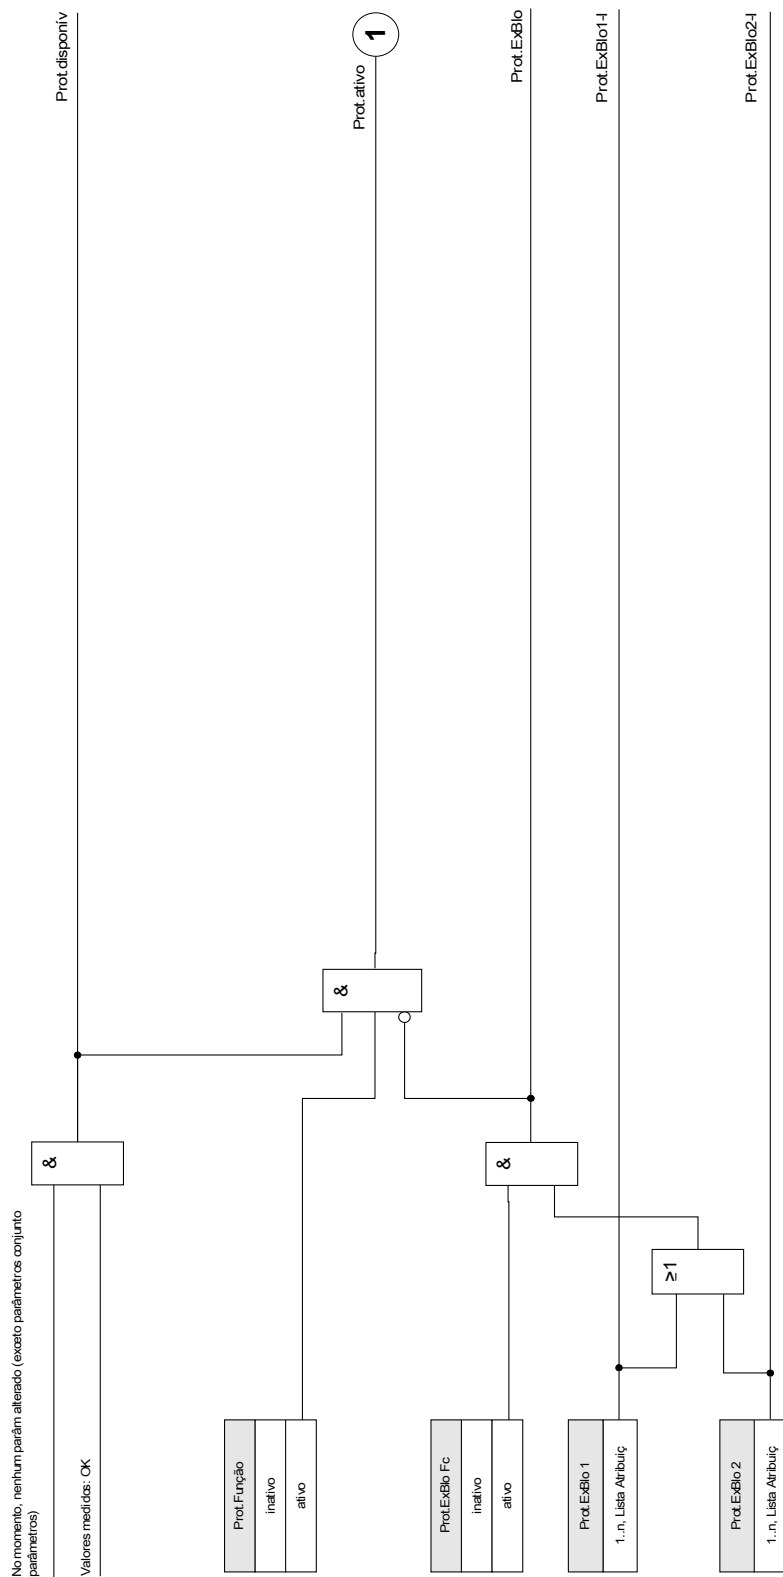 No momento, nenhum parâm alterado (exceto parâmetros conjunto
parâmetros)
Valores medidos: OK
&
Prot.disponív
Prot.Função
inativo
ativo
&
Prot.ativo
1
Prot.ExBlo Fc
inativo
ativo
&
Prot.ExBlo
Prot.ExBlo 1
1..n, Lista Atribuiç
≥1
Prot.ExBlo1-I
Prot.ExBlo 2
1..n, Lista Atribuiç
Prot.ExBlo2-I